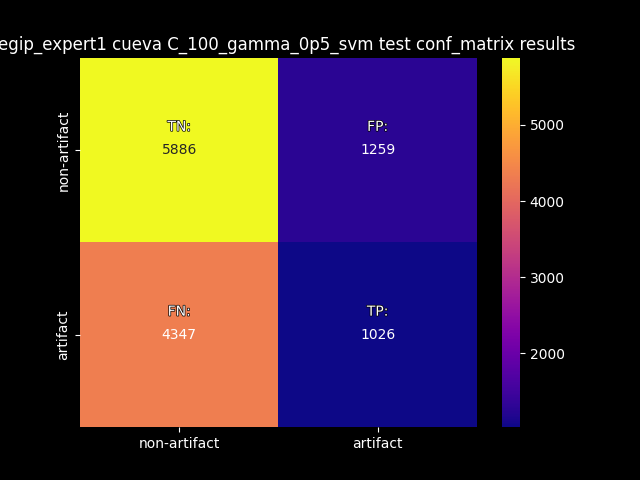 egip_expert1 cueva C_100_gamma_0p5_svm test conf_matrix results
non-artifact
TN:
5886
FP:
1259
artifact
FN:
4347
TP:
1026
non-artifact
artifact
5000
4000
3000
2000